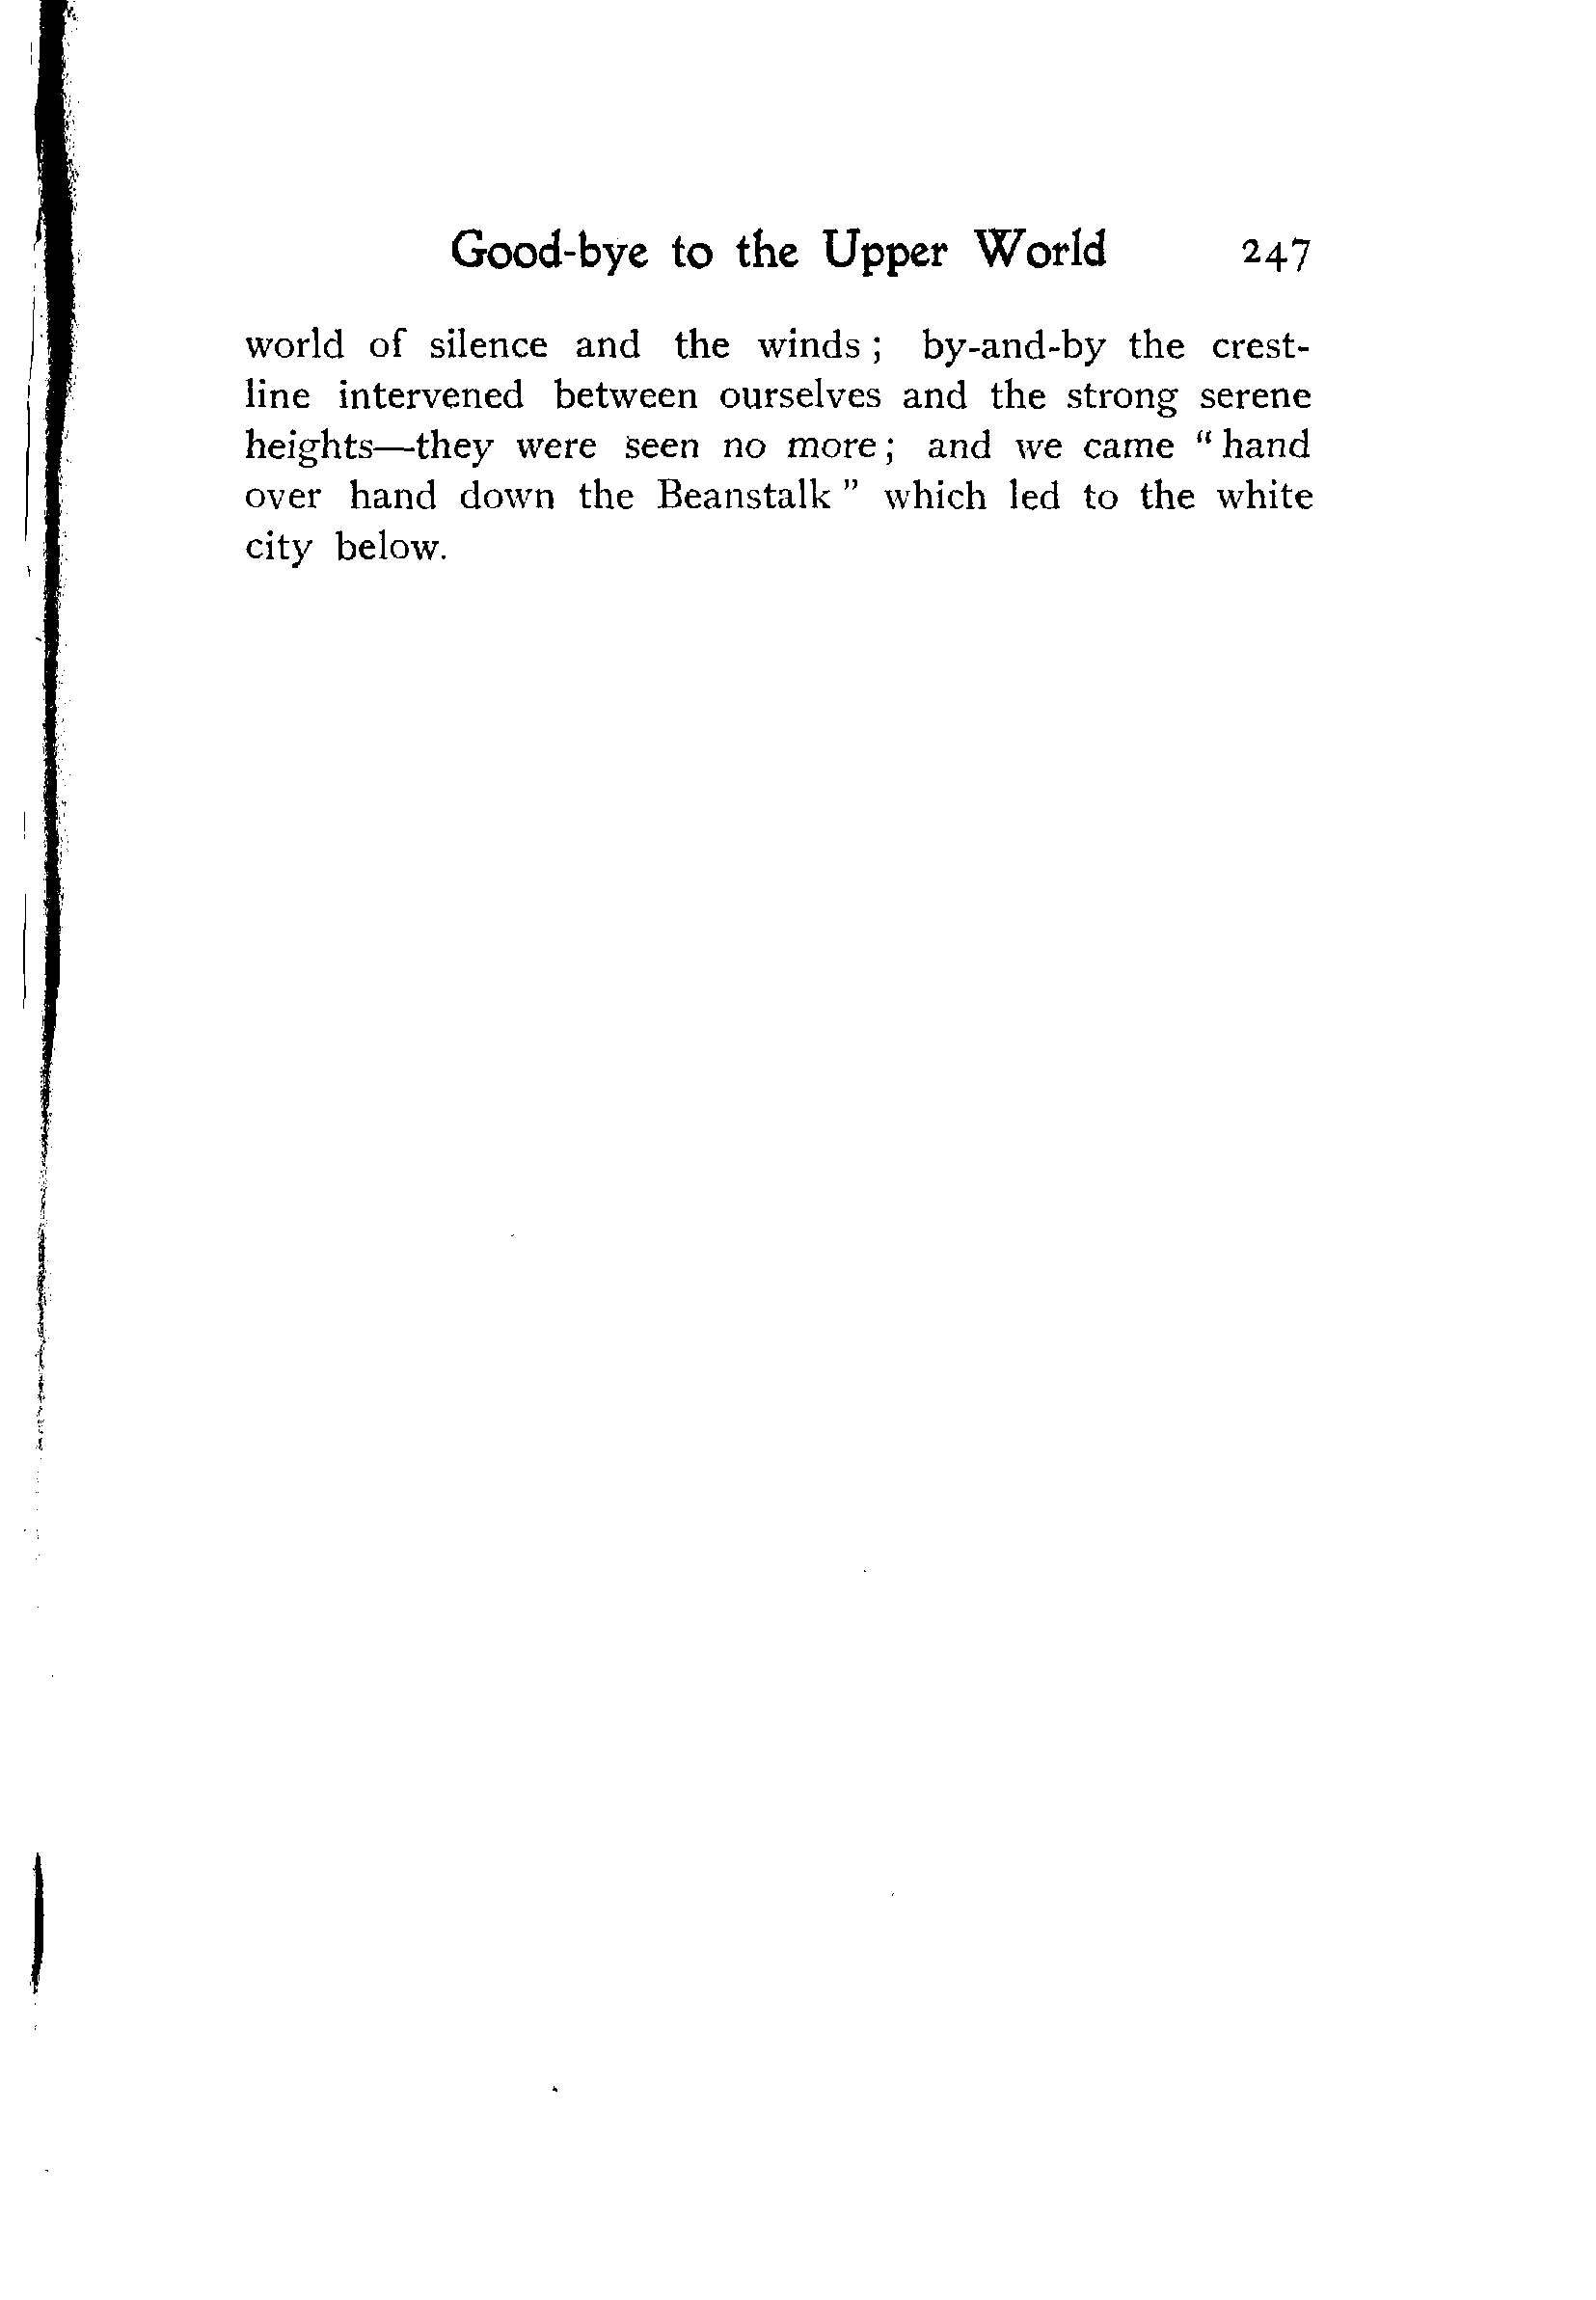 Good-bye to the Upper World 247
world of silence and the winds; by-and-by the crest-
line intervened between ourselves and the strong serene
heights—they were seen no more; and we came "hand
over hand down the Beanstalk" which led to the white
city below.